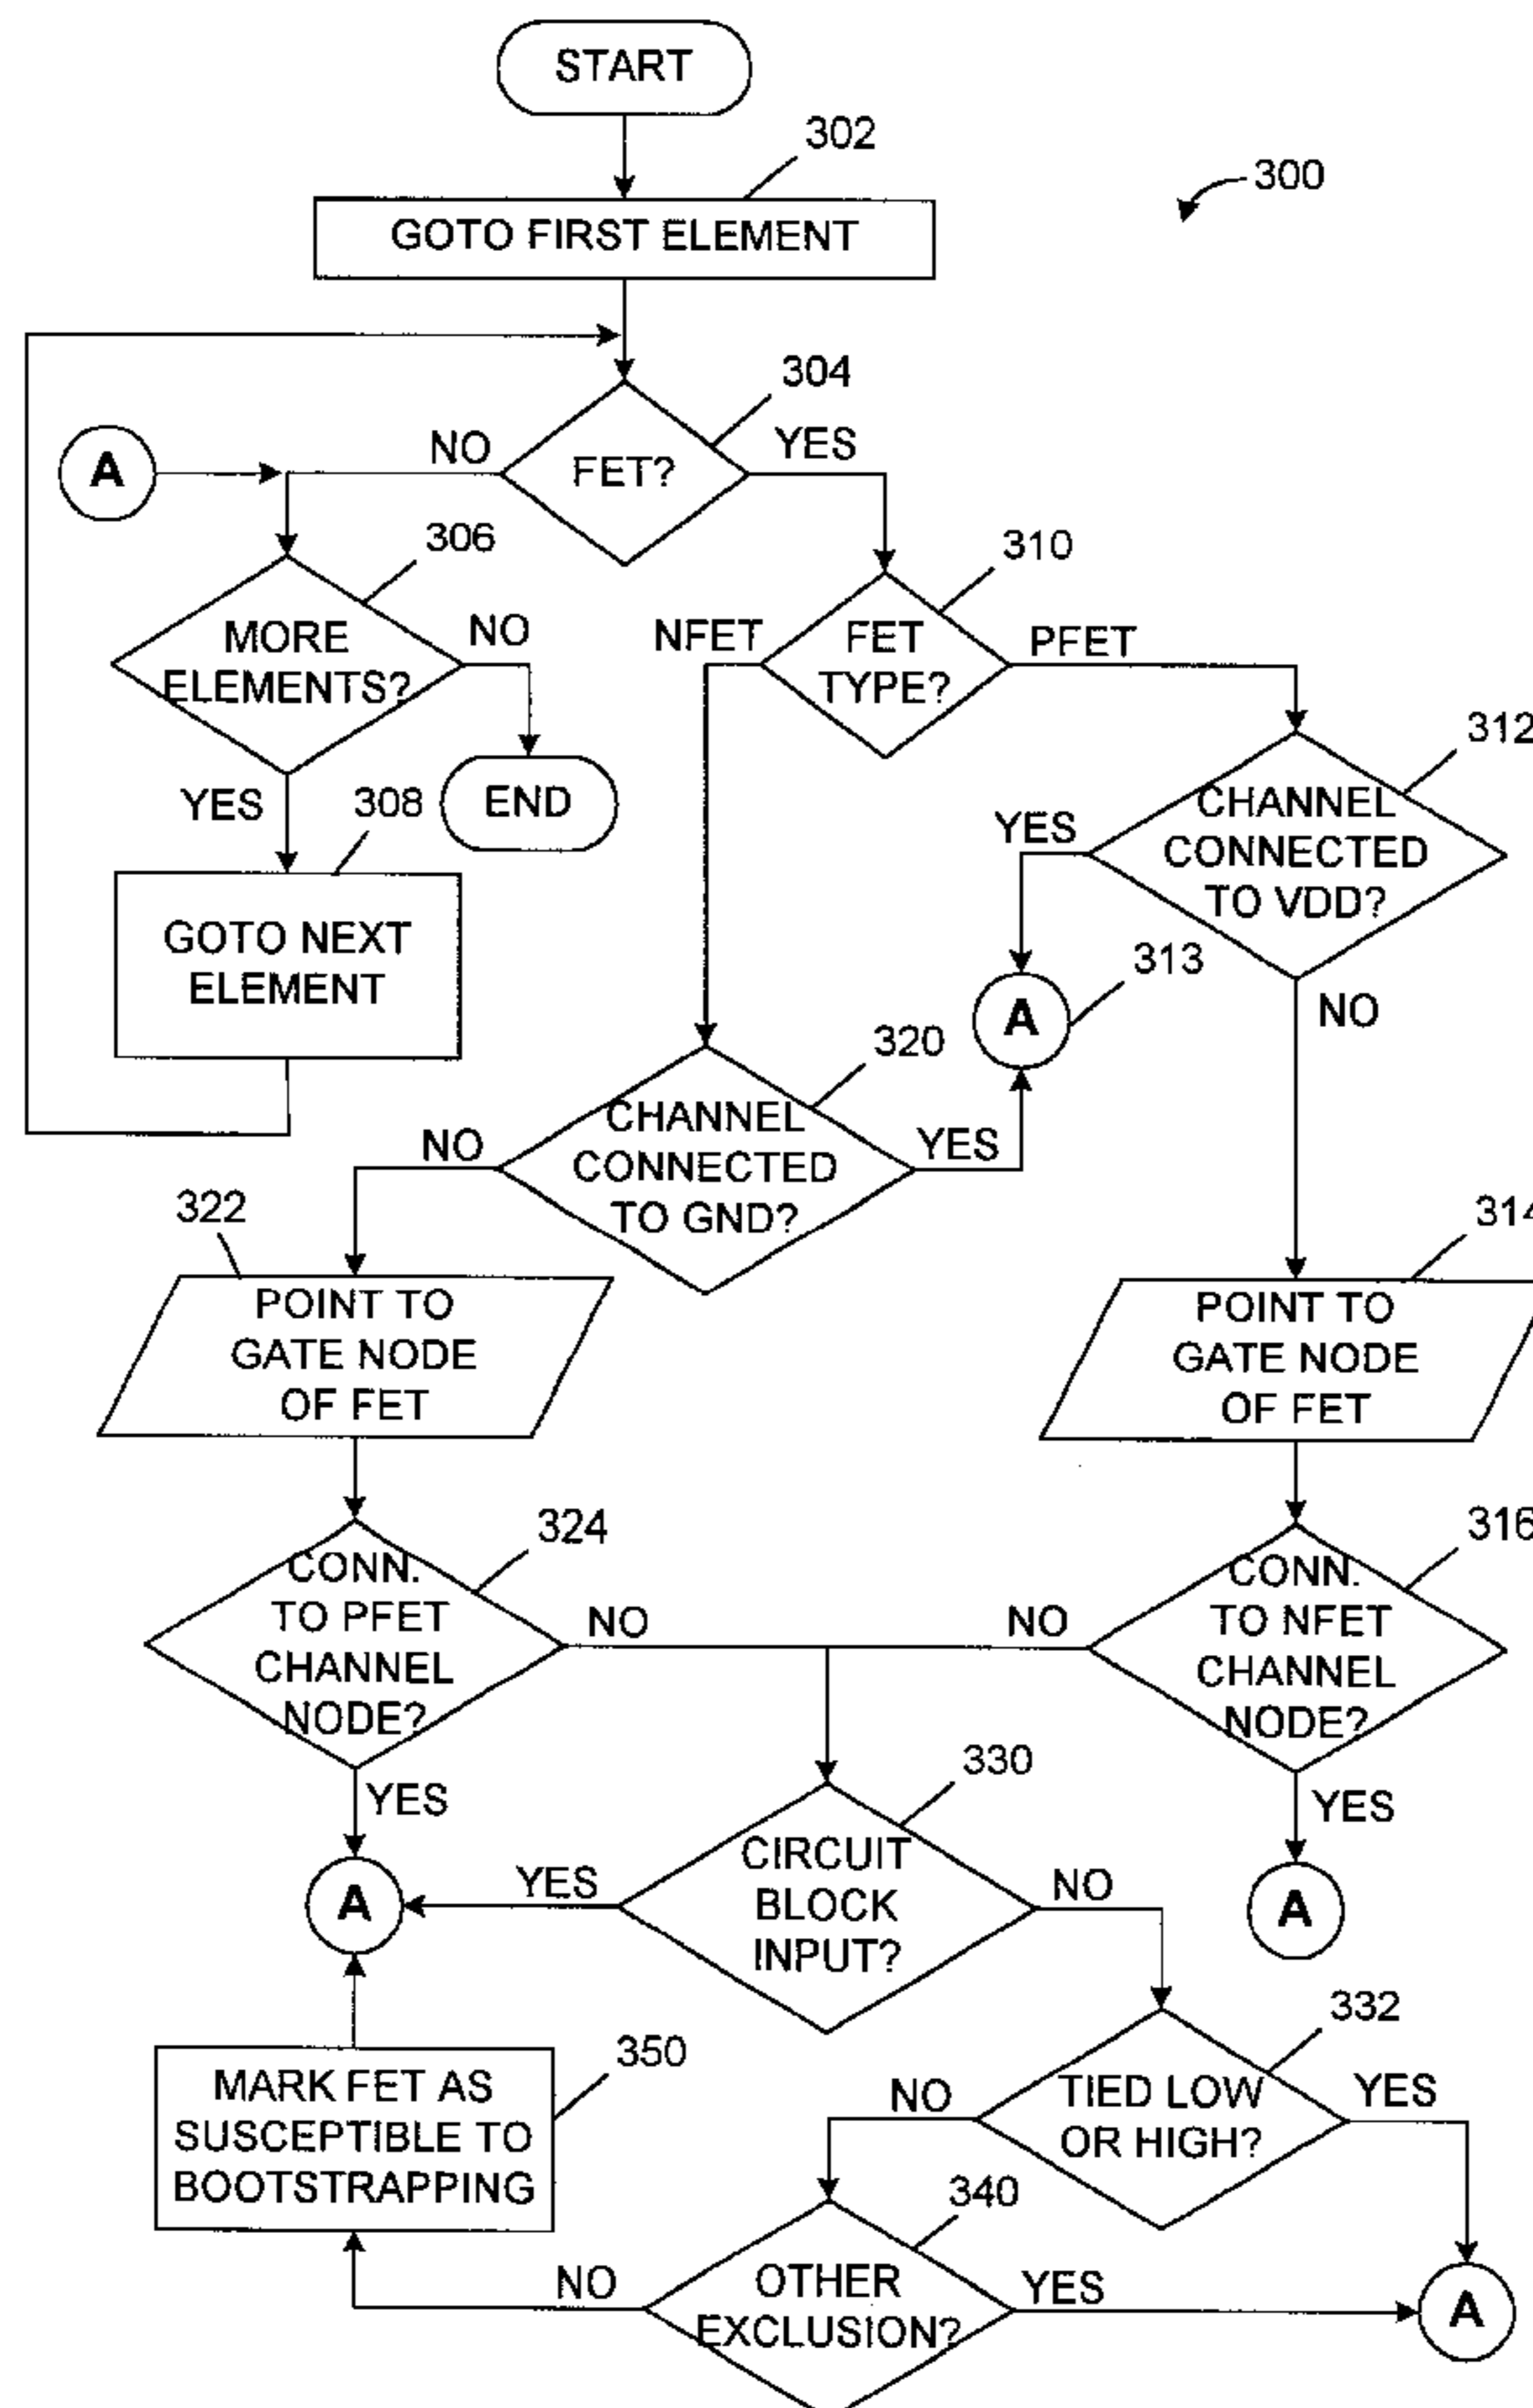 START
302
300
GOTO FIRST ELEMENT
304
A
NO
YES
FET?
306
310
MORE
ELEMENTS?
NO
NFET
FET
TYPE?
PFET
312
YES
308
END
YES
CHANNEL
CONNECTED
TO VDD?
GOTO NEXT
ELEMENT
313
A
NO
320
NO
CHANNEL
CONNECTED
TO GND?
YES
322
314
POINT TO
GATE NODE
OF FET
POINT TO
GATE NODE
OF FET
324
316
CONN.
TO PFET
CHANNEL
NODE?
NO
NO
CONN.
TO NFET
CHANNEL
NODE?
330
YES
YES
CIRCUIT
BLOCK
INPUT?
A
YES
NO
A
332
350
MARK FET AS
SUSCEPTIBLE TO
BOOTSTRAPPING
NO
TIED LOW
OR HIGH?
YES
340
NO
OTHER
EXCLUSION?
YES
A